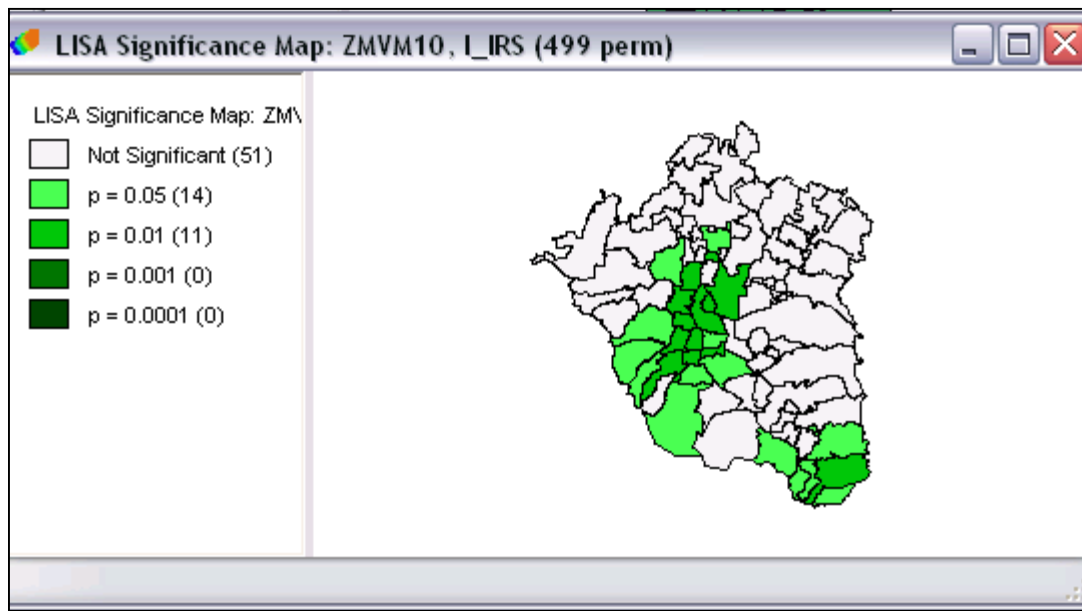 LISA Significance Map: ZMVM10, I_IRS (499 perm)
LISA Significance Map: ZM\
Not Significant (51)
p = 0.05 (14)
p = 0.01 (11)
p = 0.001 (0)
p = 0.0001 (0)